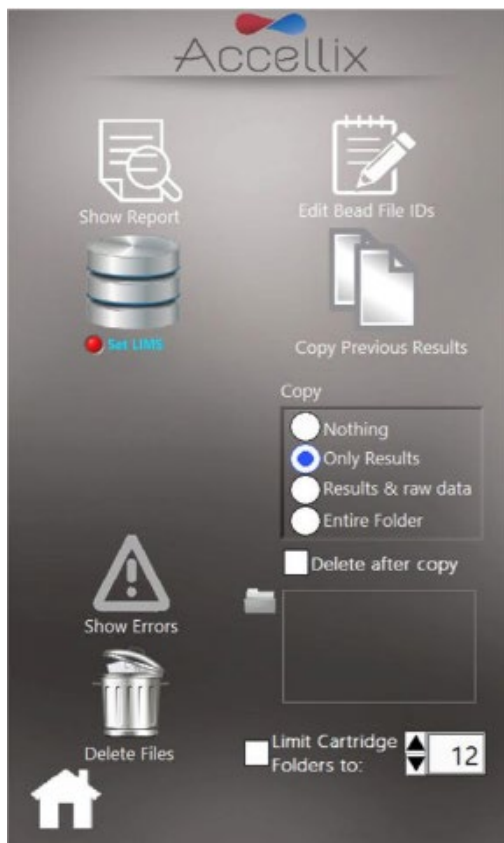 Accellix
Show Report
Edit Bead File IDs
Set LIMS
Copy Previous Results
Copy
Nothing
Only Results
Results & raw data
Entire Folder
Delete after copy
Show Errors
Delete Files
Limit Cartridge
Folders to:
12